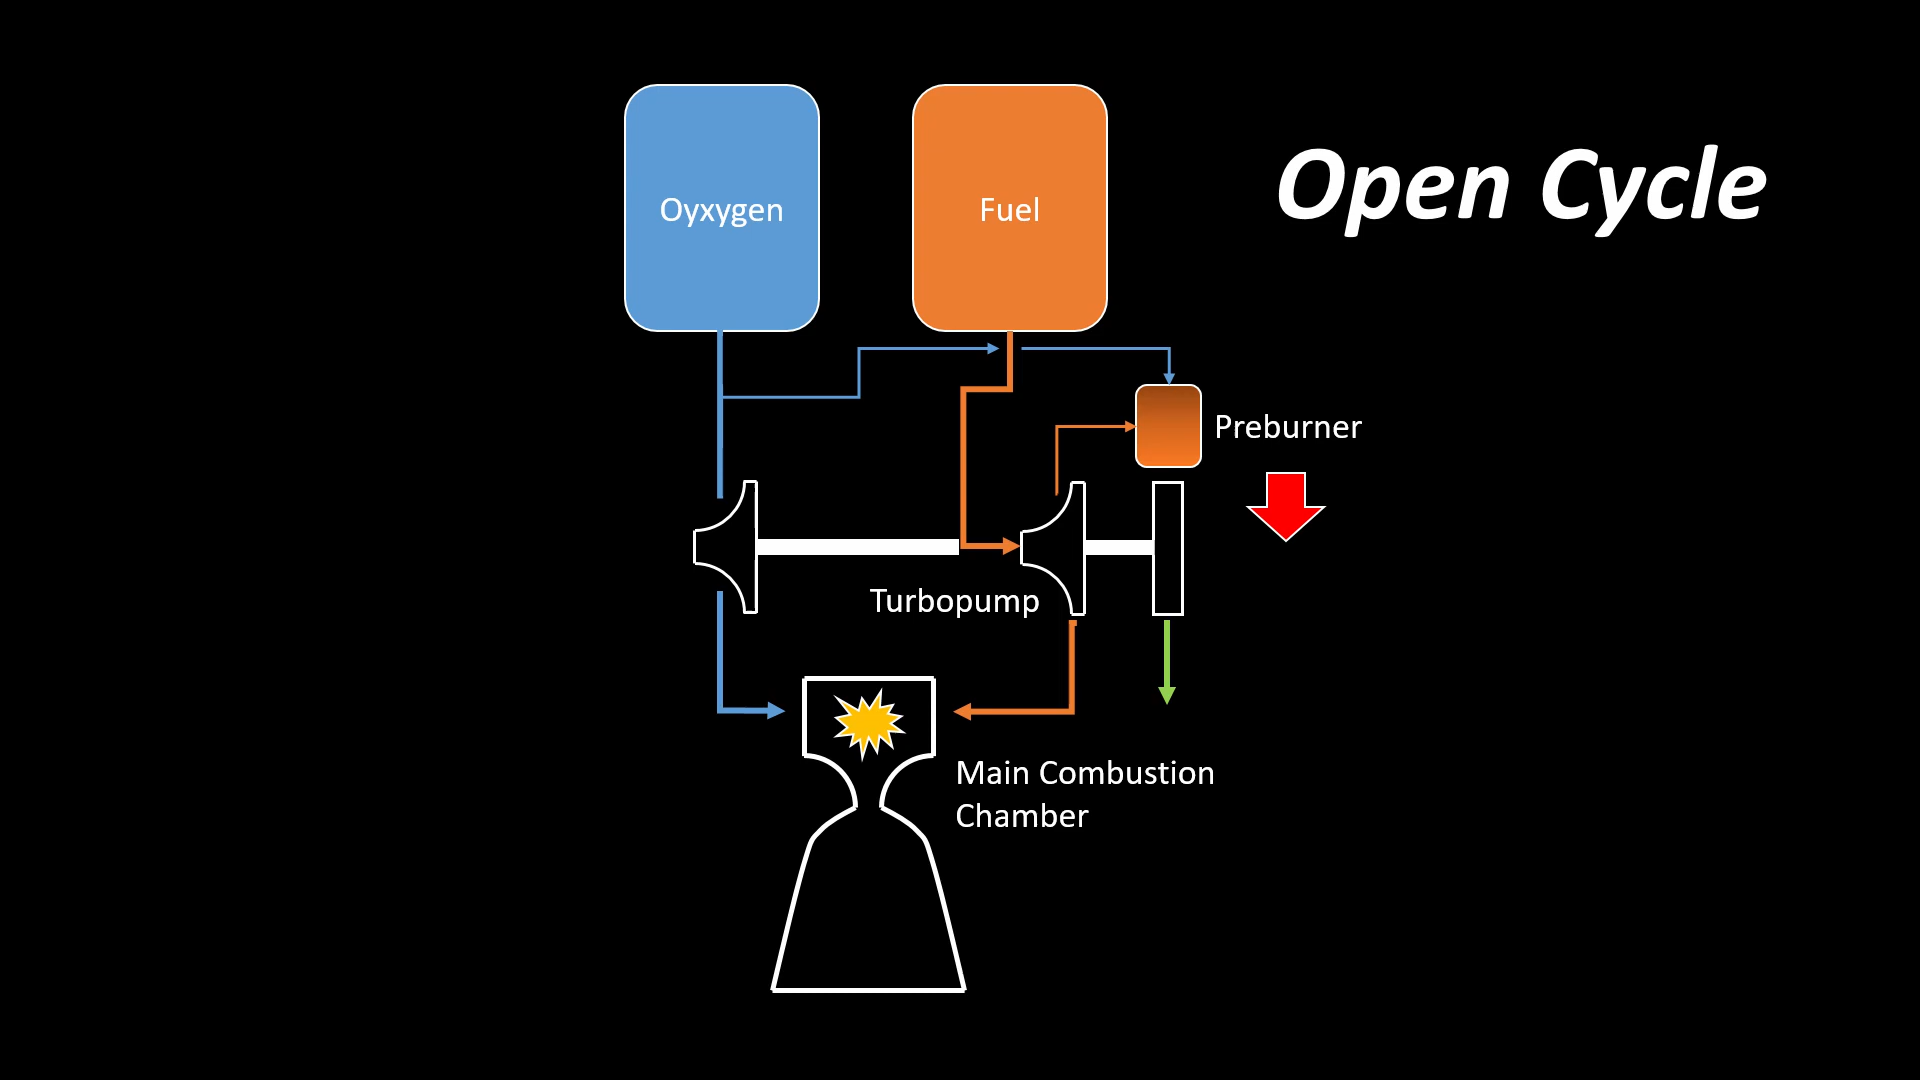 Open Cycle
Oyxygen
Fuel
Preburner
Turbopump
Main Combustion
Chamber